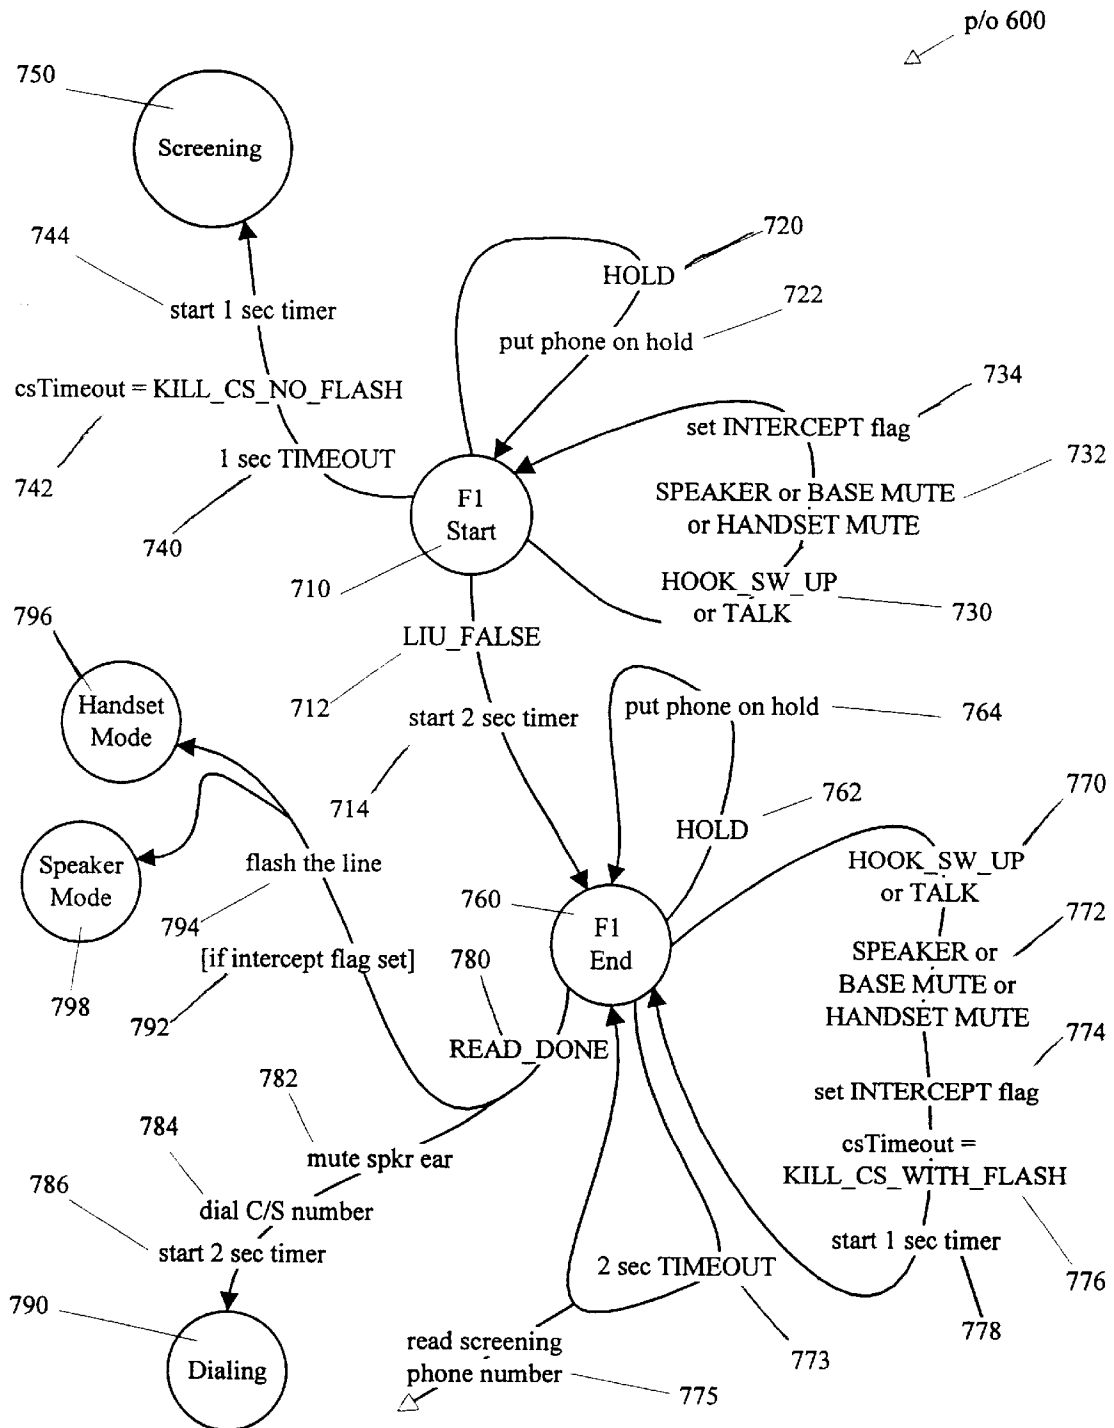 p/o 600
750
Screening
744
720
HOLD
722
start 1 sec timer
put phone on hold
734
csTimeout = KILL_CS_NO_FLASH
set INTERCEPT flag
732
742
1 sec TIMEOUT
F1
Start
SPEAKER or BASE MUTE
or HANDSET MUTE
740
710
HOOK_SW_UP
or TALK
730
796
LIU_FALSE
Handset
Mode
712
start 2 sec timer
put phone on hold
764
714
762
770
HOLD
Speaker
Mode
flash the line
HOOK_SW_UP
or TALK
794
760
F1
End
772
[if intercept flag set]
780
SPEAKER or
BASE MUTE or
HANDSET MUTE
798
792
READ_DONE
774
782
set INTERCEPT flag
784
mute spkr ear
csTimeout =
KILL_CS_WITH_FLASH
786
dial C/S number
start 2 sec timer
start 1 sec timer
2 sec TIMEOUT
776
790
778
read screening
phone number
773
Dialing
775